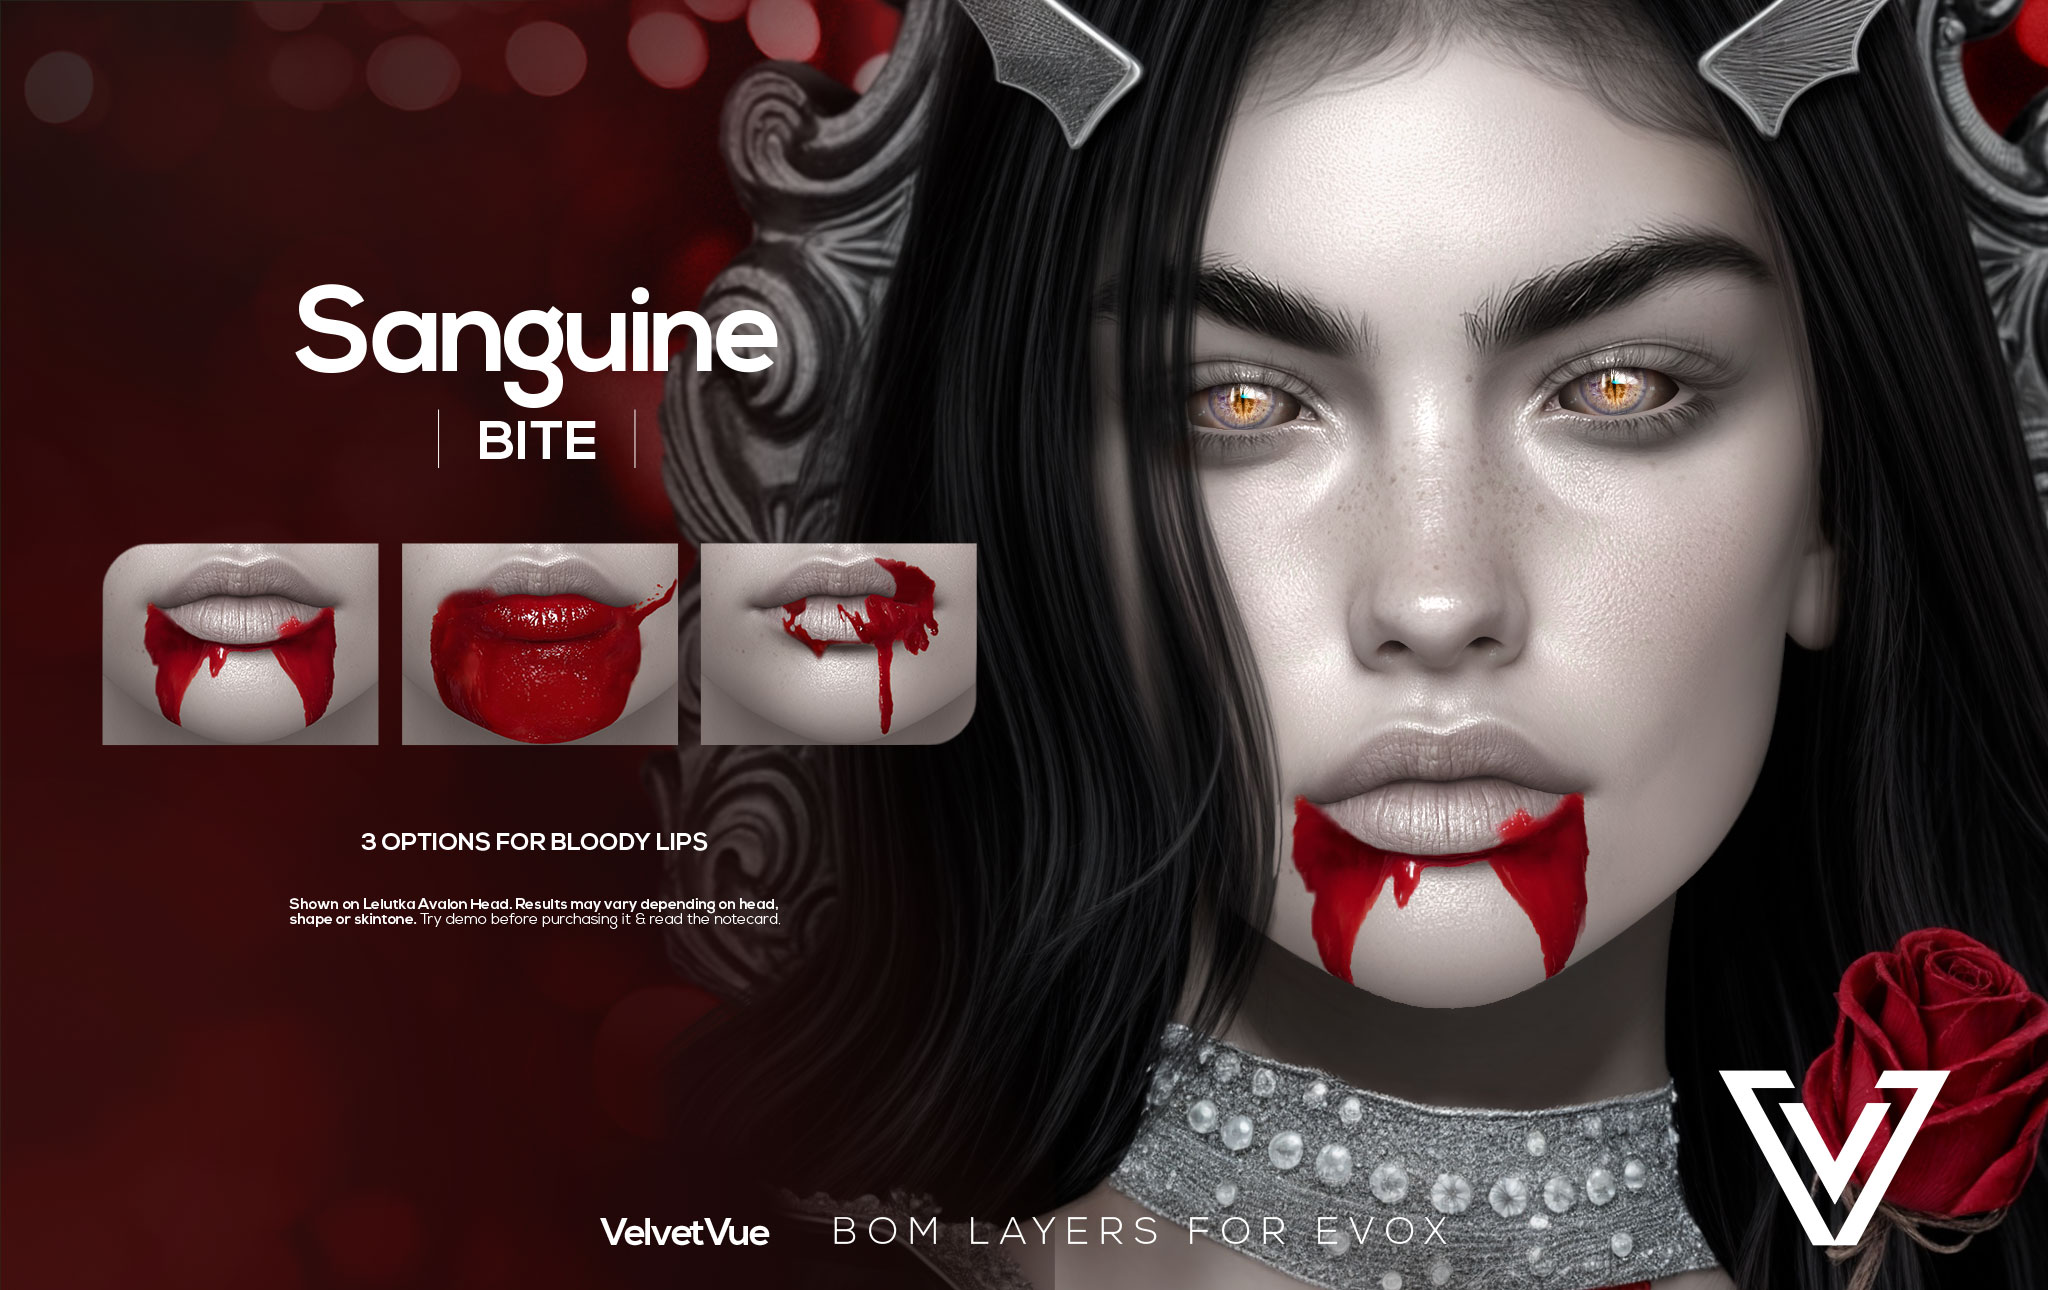 Sanguine
BITE
3 OPTIONS FOR BLOODY LIPS
Shown on Lelutka Avalon Head. Results may vary depending on head,
shape or skintone. Try demo before purchasing it & read the notecard.
VelvetVue
BOM LAYERS FOR EVOX